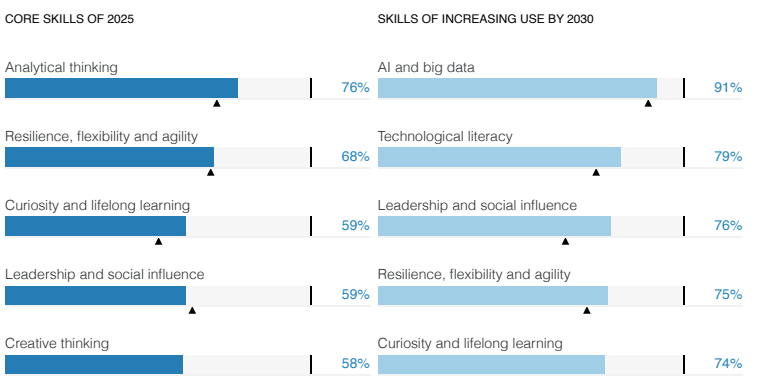 CORE SKILLS OF 2025
Analytical thinking
76%
Resilience, flexibility and agility
68%
Curiosity and lifelong learning
59%
Leadership and social influence
59%
Creative thinking
58%
SKILLS OF INCREASING USE BY 2030
AI and big data
91%
Technological literacy
79%
Leadership and social influence
76%
Resilience, flexibility and agility
75%
Curiosity and lifelong learning
74%